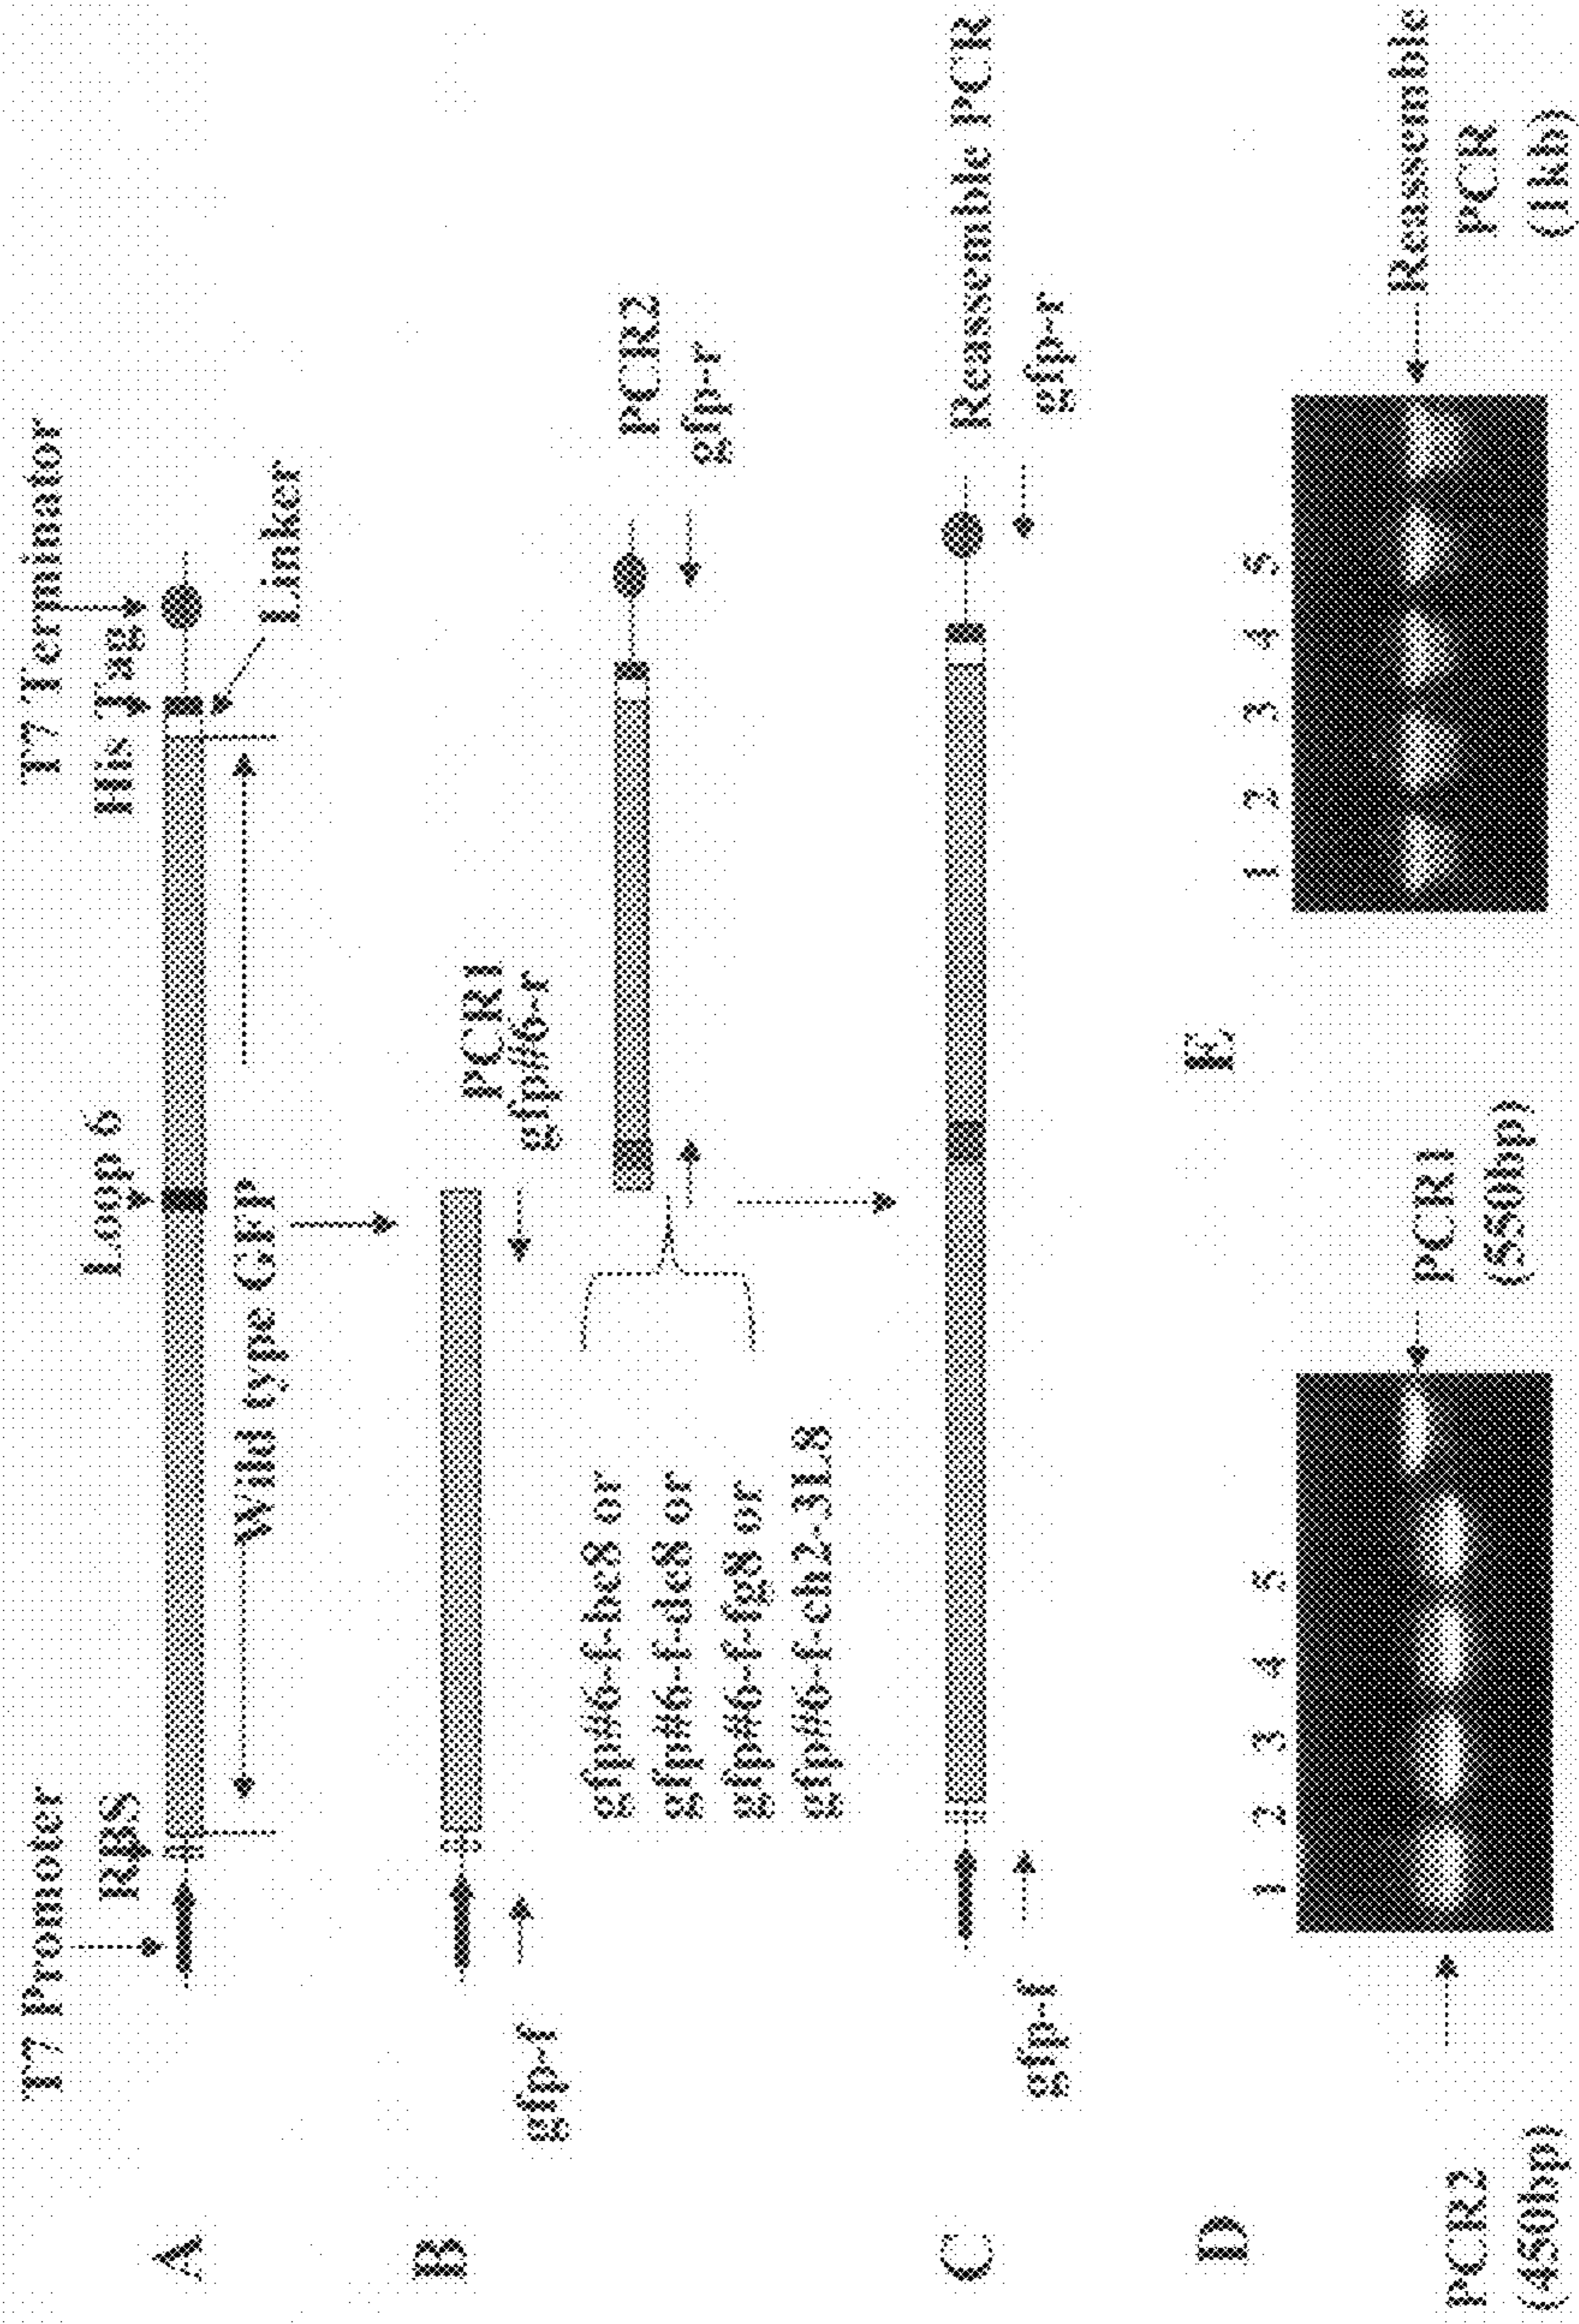 A
T7 Promoter
RBS
Loop 6
T7 Terminator
His Tag
Wild type GFP
Linker
B
PCR1
gfp-f
gfp#6-r
gfp#6-f-bc8 or
gfp#6-f-de8 or
gfp#6-f-fg8 or
gfp#6-f-ch2-3L8
PCR2
gfp-r
C
Reassemble PCR
gfp-f
gfp-r
D
1 2 3 4 5
PCR1
(550bp)
PCR2
(450bp)
E
1 2 3 4 5
Reassemble
PCR
(1kb)